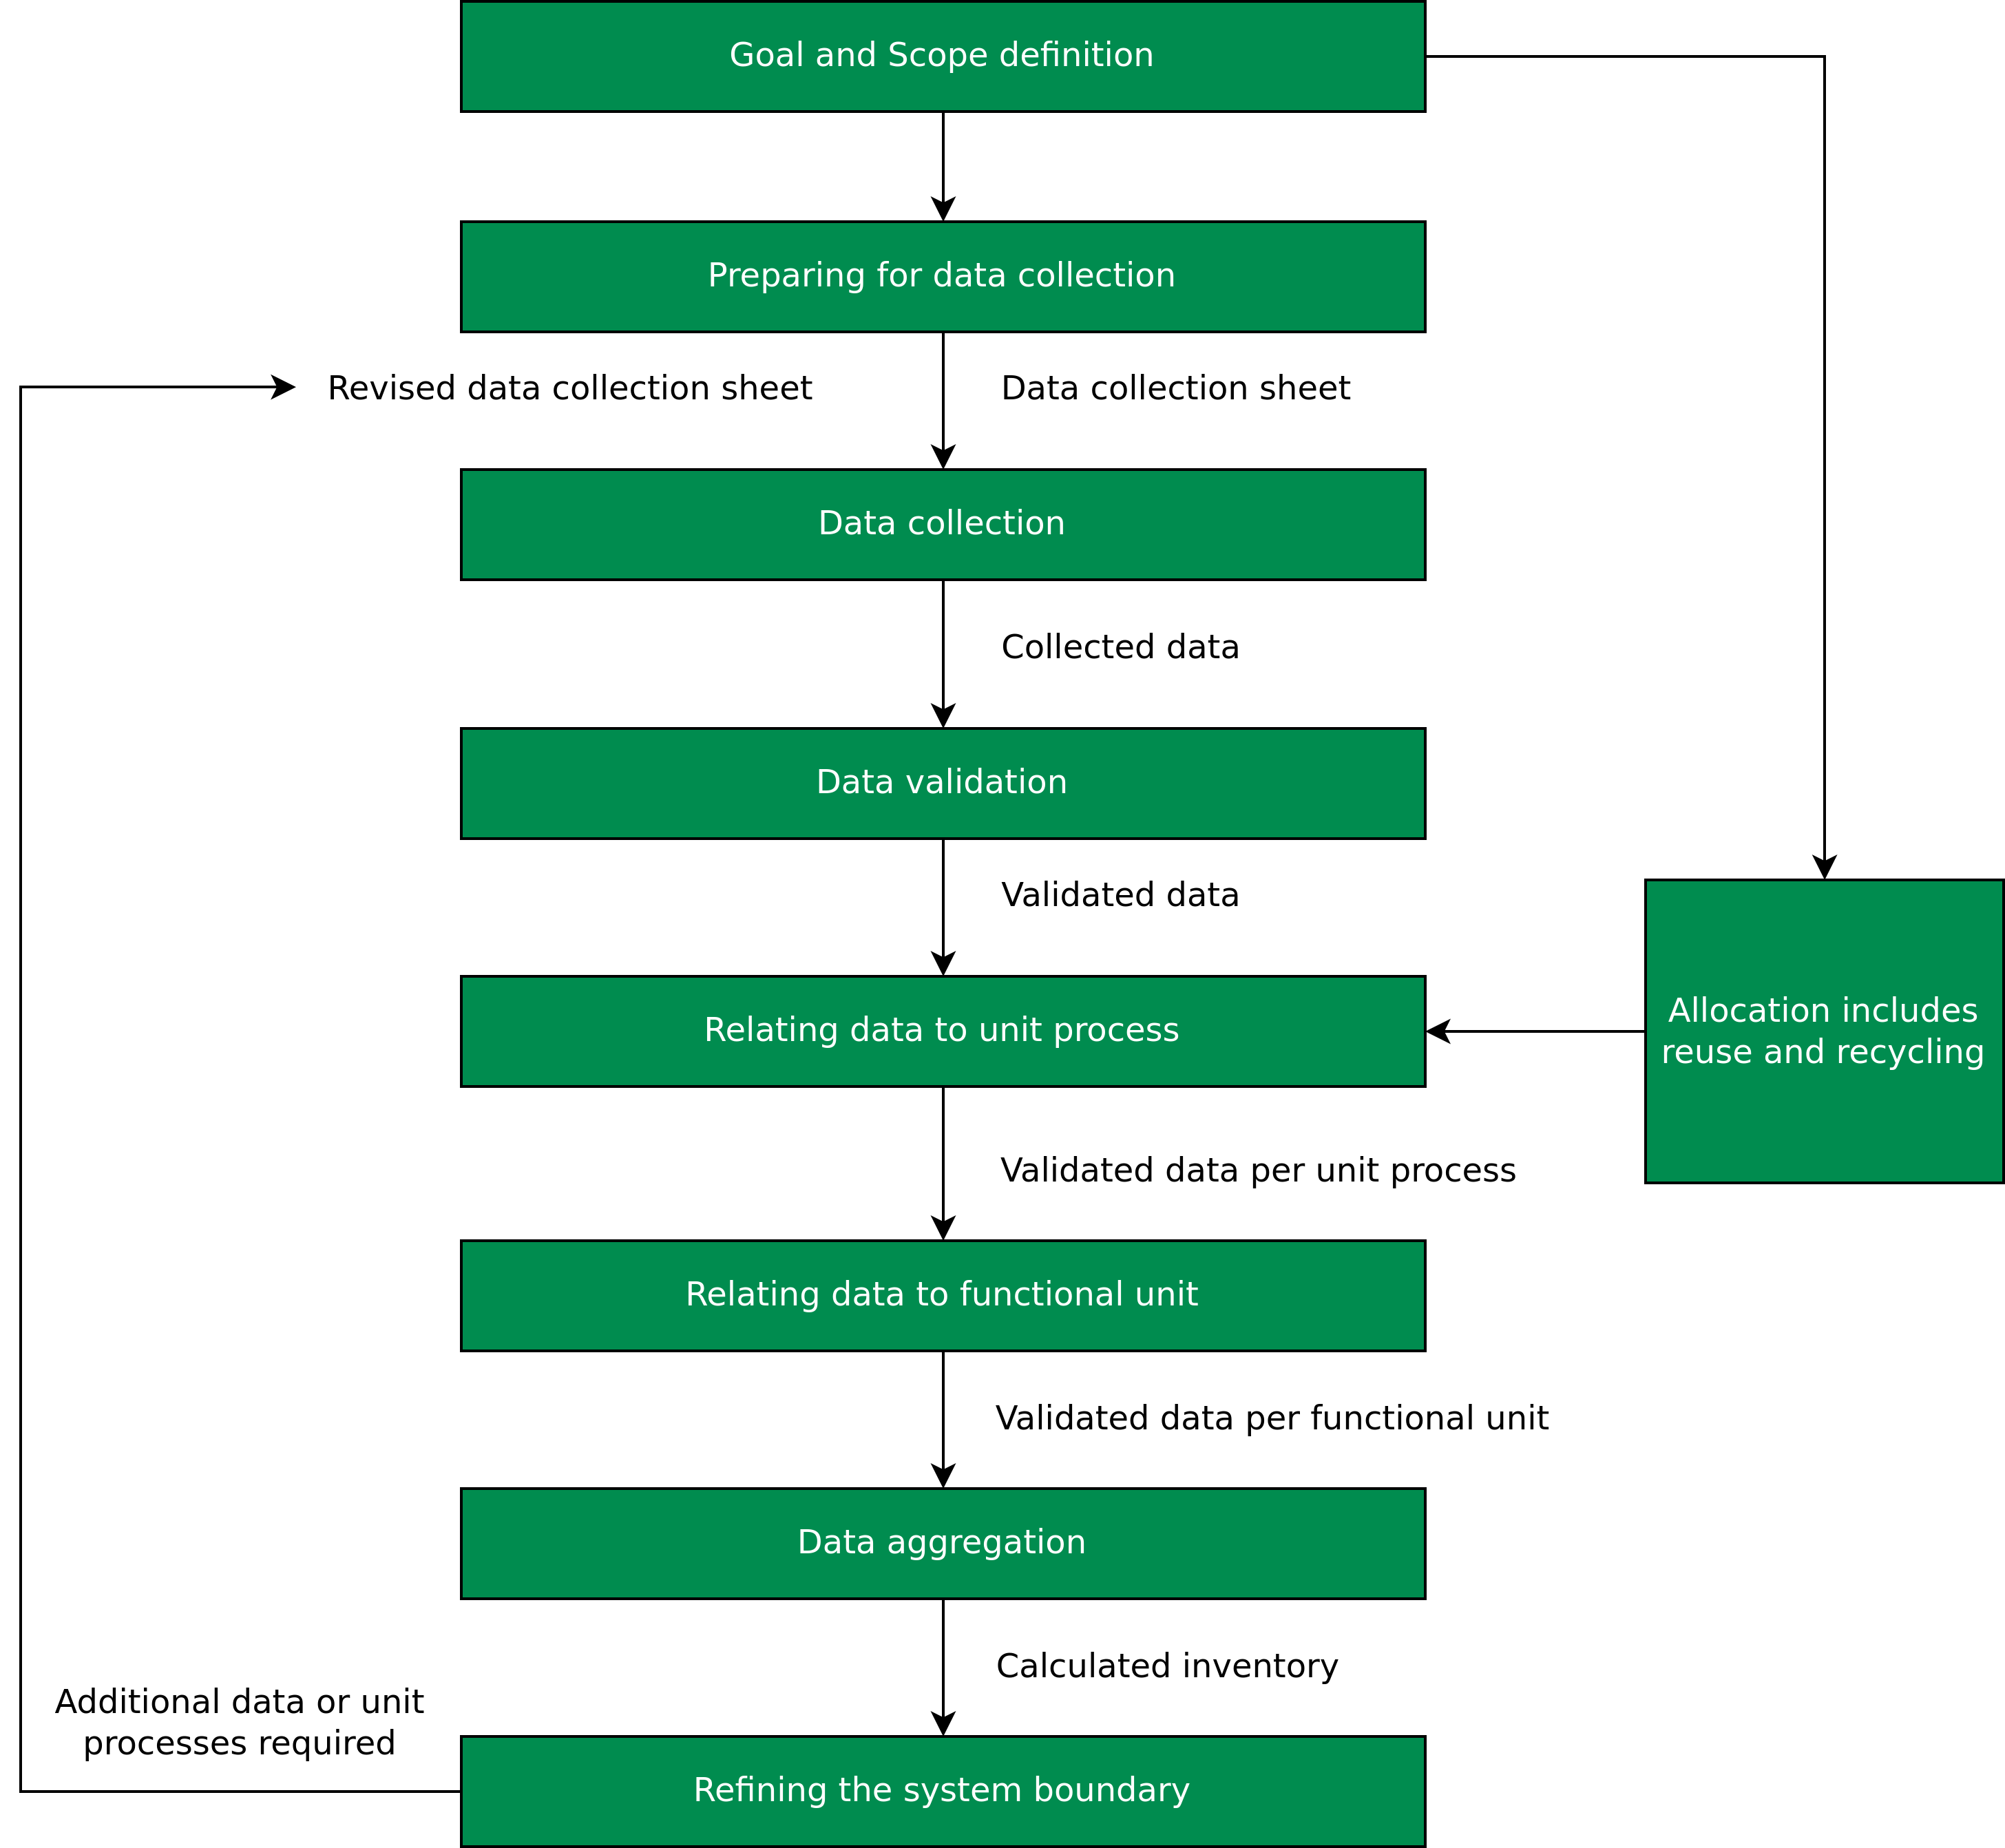 Goal and Scope definition
Preparing for data collection
Revised data collection sheet
Data collection sheet
Data collection
Collected data
Data validation
Validated data
Relating data to unit process
Allocation includes
reuse and recycling
Validated data per unit process
Relating data to functional unit
Validated data per functional unit
Data aggregation
Calculated inventory
Additional data or unit
processes required
Refining the system boundary